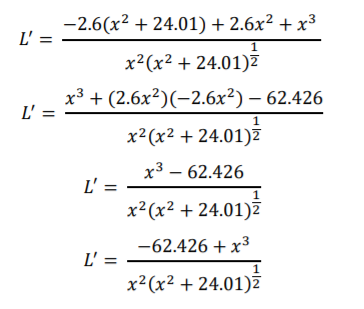 L′ = (−2.6(x² + 24.01) + 2.6x² + x³) / (x²(x² + 24.01)^(1/2))
L′ = (x³ + (2.6x²)(−2.6x²) − 62.426) / (x²(x² + 24.01)^(1/2))
L′ = (x³ − 62.426) / (x²(x² + 24.01)^(1/2))
L′ = (−62.426 + x³) / (x²(x² + 24.01)^(1/2))